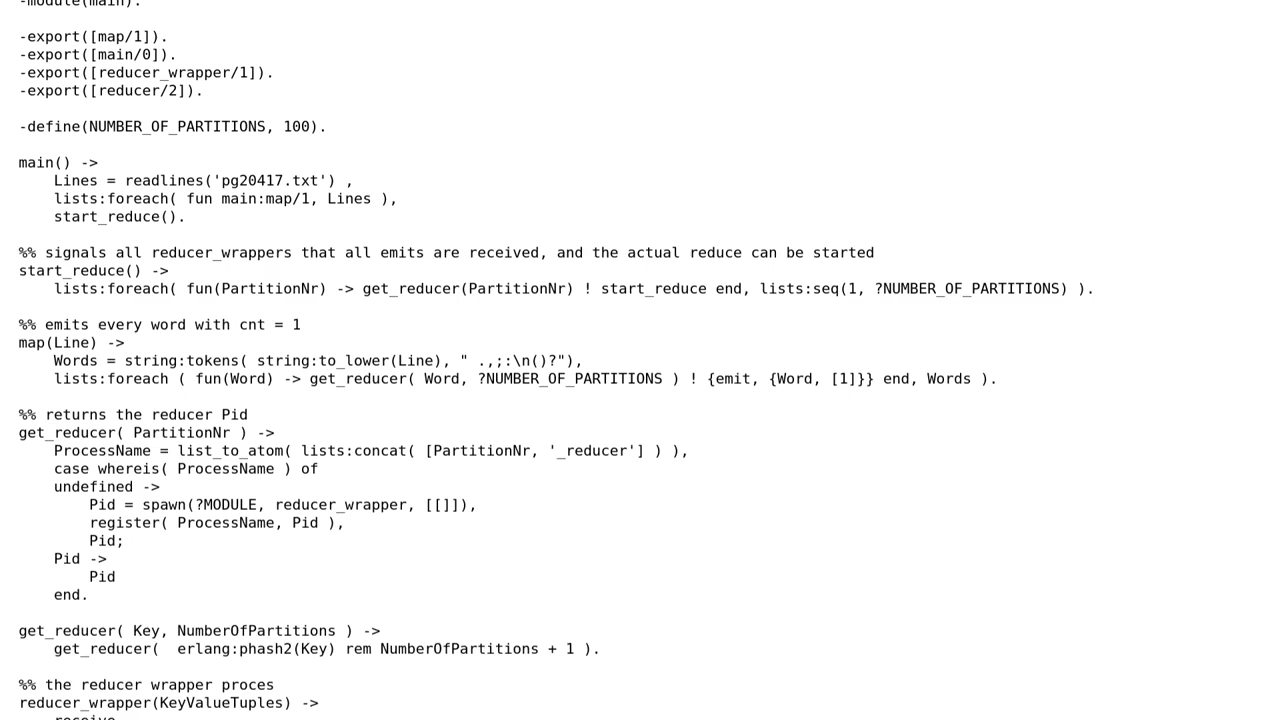 -module(main).
-export([map/1]).
-export([main/0]).
-export([reducer_wrapper/1]).
-export([reducer/2]).
-define(NUMBER_OF_PARTITIONS, 100).
main() ->
    Lines = readlines('pg20417.txt') ,
    lists:foreach( fun main:map/1, Lines ),
    start_reduce().
%% signals all reducer_wrappers that all emits are received, and the actual reduce can be started
start_reduce() ->
    lists:foreach( fun(PartitionNr) -> get_reducer(PartitionNr) ! start_reduce end, lists:seq(1, ?NUMBER_OF_PARTITIONS) ).
%% emits every word with cnt = 1
map(Line) ->
    Words = string:tokens( string:to_lower(Line), " .,;:\n()?"),
    lists:foreach ( fun(Word) -> get_reducer( Word, ?NUMBER_OF_PARTITIONS ) ! {emit, {Word, [1]}} end, Words ).
%% returns the reducer Pid
get_reducer( PartitionNr ) ->
    ProcessName = list_to_atom( lists:concat( [PartitionNr, '_reducer'] ) ),
    case whereis( ProcessName ) of
    undefined ->
        Pid = spawn(?MODULE, reducer_wrapper, [[]]),
        register( ProcessName, Pid ),
        Pid;
    Pid ->
        Pid
    end.
get_reducer( Key, NumberOfPartitions ) ->
    get_reducer(  erlang:phash2(Key) rem NumberOfPartitions + 1 ).
%% the reducer wrapper proces
reducer_wrapper(KeyValueTuples) ->
    receive